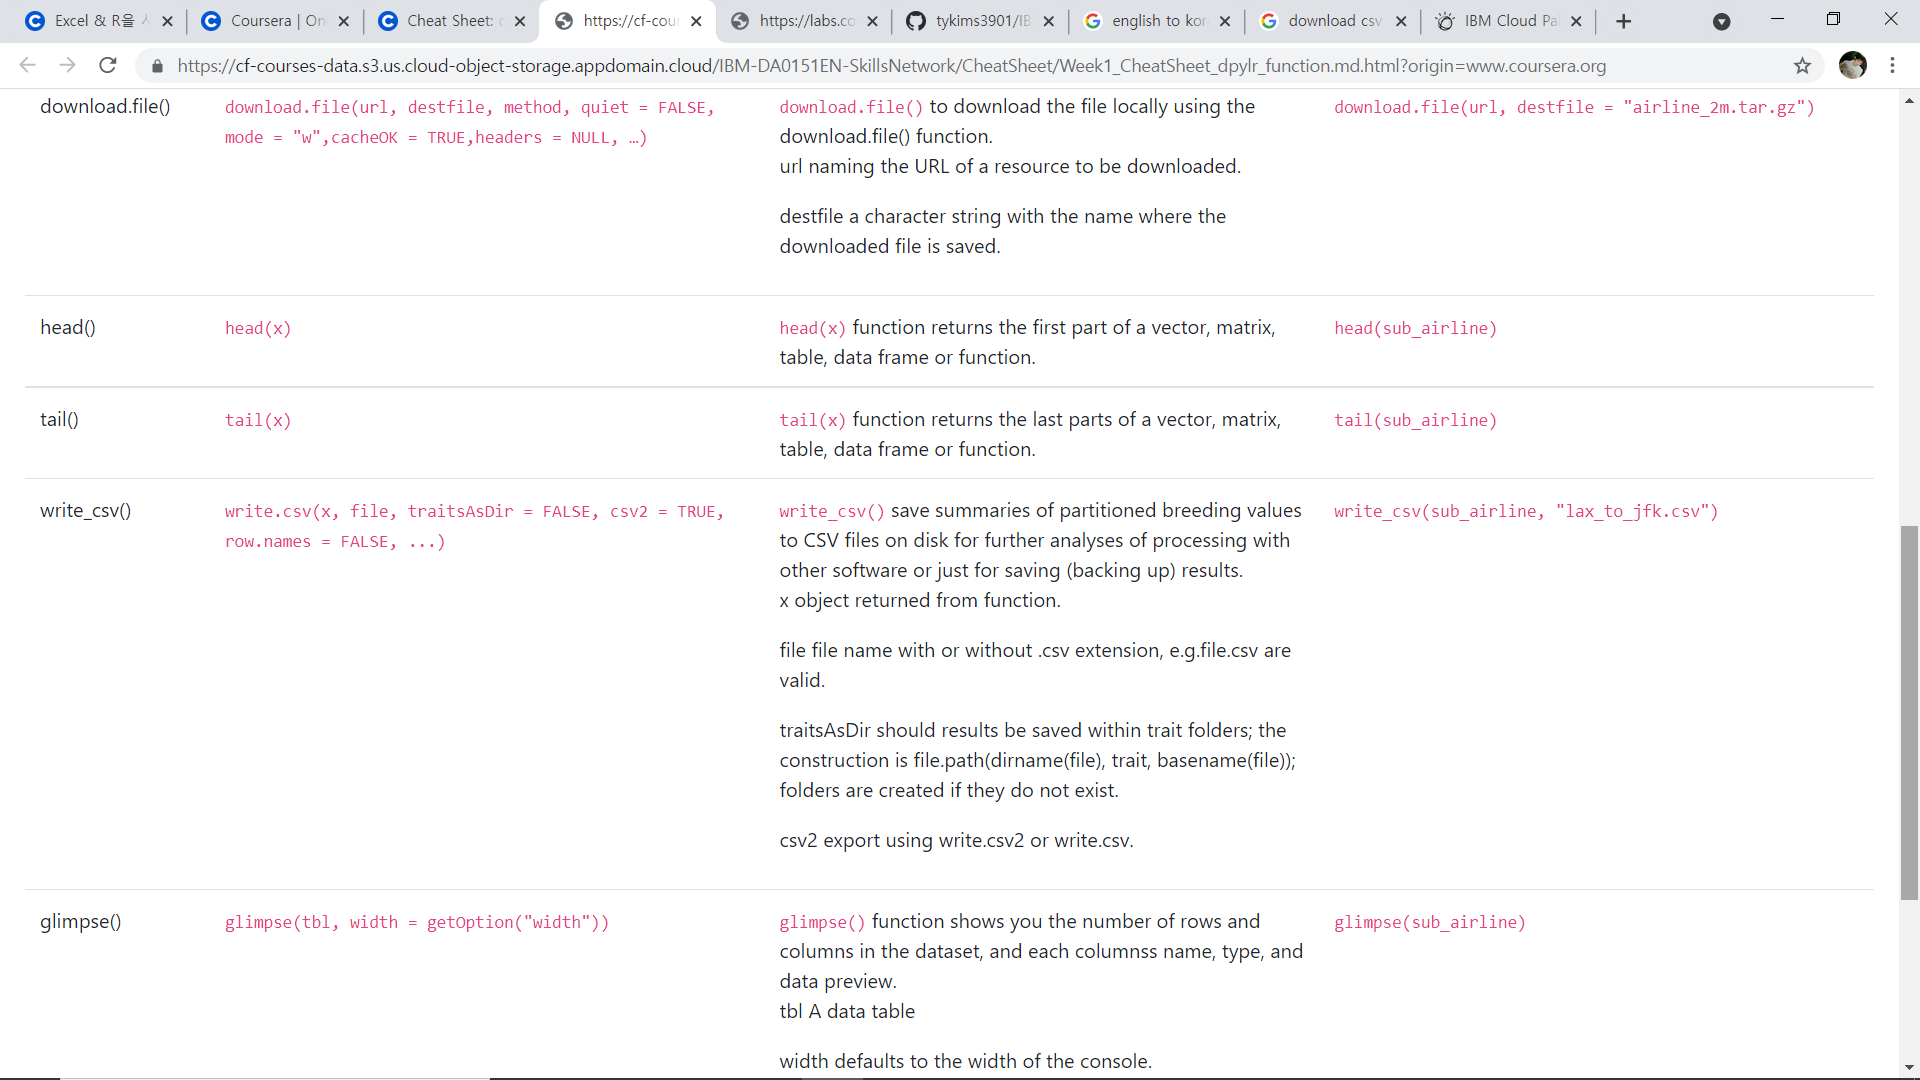 Excel & R을
Coursera | On
Cheat Sheet:
https://cf-cou
https://labs.co
tykims3901/IB
english to kor
download csv
IBM Cloud Pa
https://cf-courses-data.s3.us.cloud-object-storage.appdomain.cloud/IBM-DA0151EN-SkillsNetwork/CheatSheet/Week1_CheatSheet_dpylr_function.md.html?origin=www.coursera.org
download.file()
download.file(url, destfile, method, quiet = FALSE,
mode = "w",cacheOK = TRUE,headers = NULL, …)
download.file() to download the file locally using the
download.file() function.
url naming the URL of a resource to be downloaded.
destfile a character string with the name where the
downloaded file is saved.
download.file(url, destfile = "airline_2m.tar.gz")
head()
head(x)
head(x) function returns the first part of a vector, matrix,
table, data frame or function.
head(sub_airline)
tail()
tail(x)
tail(x) function returns the last parts of a vector, matrix,
table, data frame or function.
tail(sub_airline)
write_csv()
write.csv(x, file, traitsAsDir = FALSE, csv2 = TRUE,
row.names = FALSE, ...)
write_csv() save summaries of partitioned breeding values
to CSV files on disk for further analyses of processing with
other software or just for saving (backing up) results.
x object returned from function.
file file name with or without .csv extension, e.g.file.csv are
valid.
traitsAsDir should results be saved within trait folders; the
construction is file.path(dirname(file), trait, basename(file));
folders are created if they do not exist.
csv2 export using write.csv2 or write.csv.
write_csv(sub_airline, "lax_to_jfk.csv")
glimpse()
glimpse(tbl, width = getOption("width"))
glimpse() function shows you the number of rows and
columns in the dataset, and each columnss name, type, and
data preview.
tbl A data table
width defaults to the width of the console.
glimpse(sub_airline)